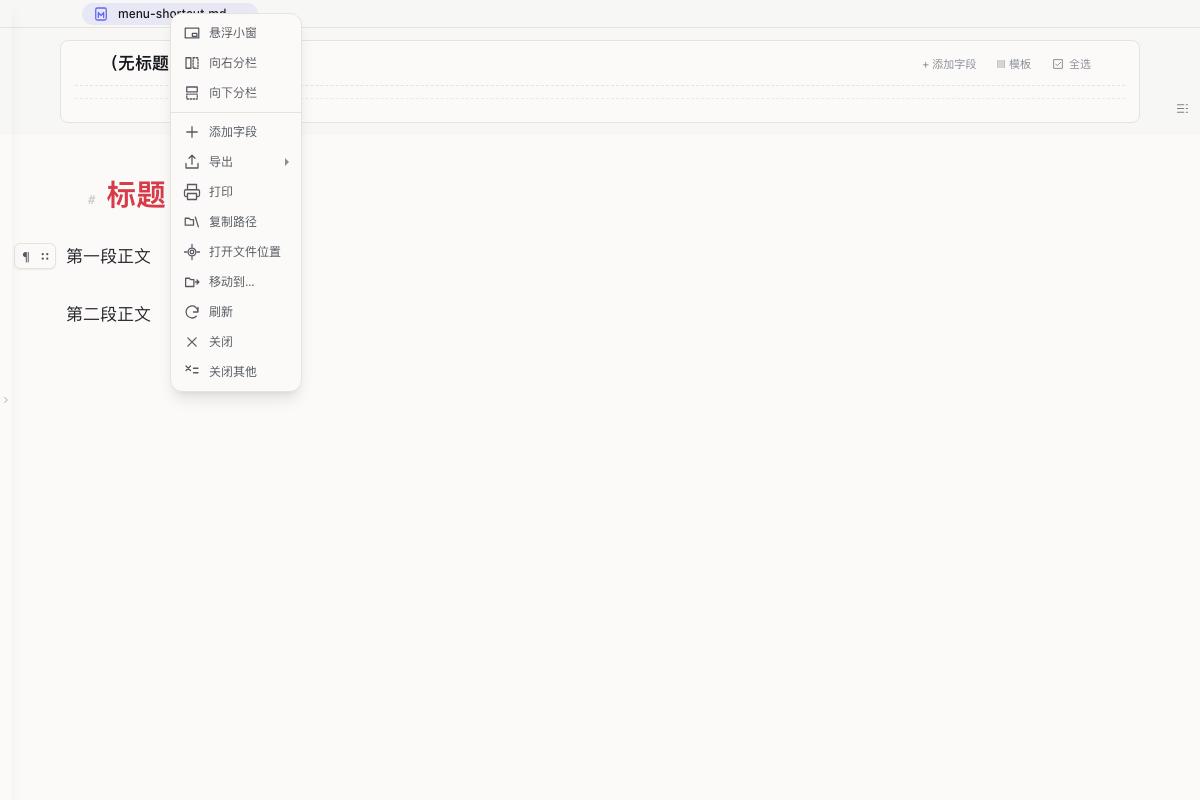 menu-shortcut.md
(无标题
+ 添加字段 模板 全选
悬浮小窗
向右分栏
向下分栏
添加字段
导出
打印
复制路径
打开文件位置
移动到...
刷新
关闭
关闭其他
# 标题
¶ 第一段正文
第二段正文